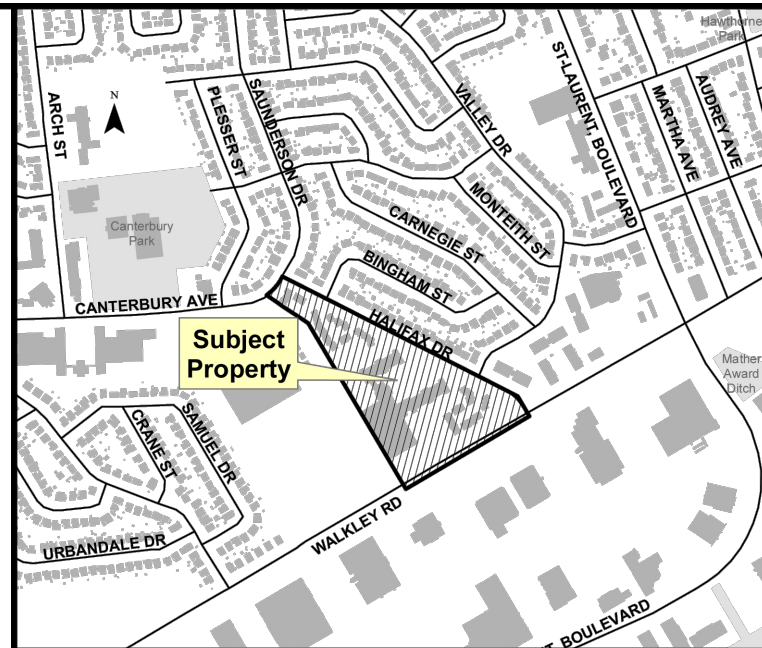 Hawthorne
Park
ARCH ST
N
PLESSER ST
SAUNDERSON DR
VALLEY DR
ST-LAURENT, BOULEVARD
MARTHA AVE
AUDREY AVE
Canterbury
Park
CARNEGIE ST
MONTEITH ST
BINGHAM ST
CANTERBURY AVE
HALIFAX DR
Subject
Property
Mather
Award
Ditch
CRANE ST
SAMUEL DR
URBANDALE DR
WALKLEY RD
T, BOULEVARD